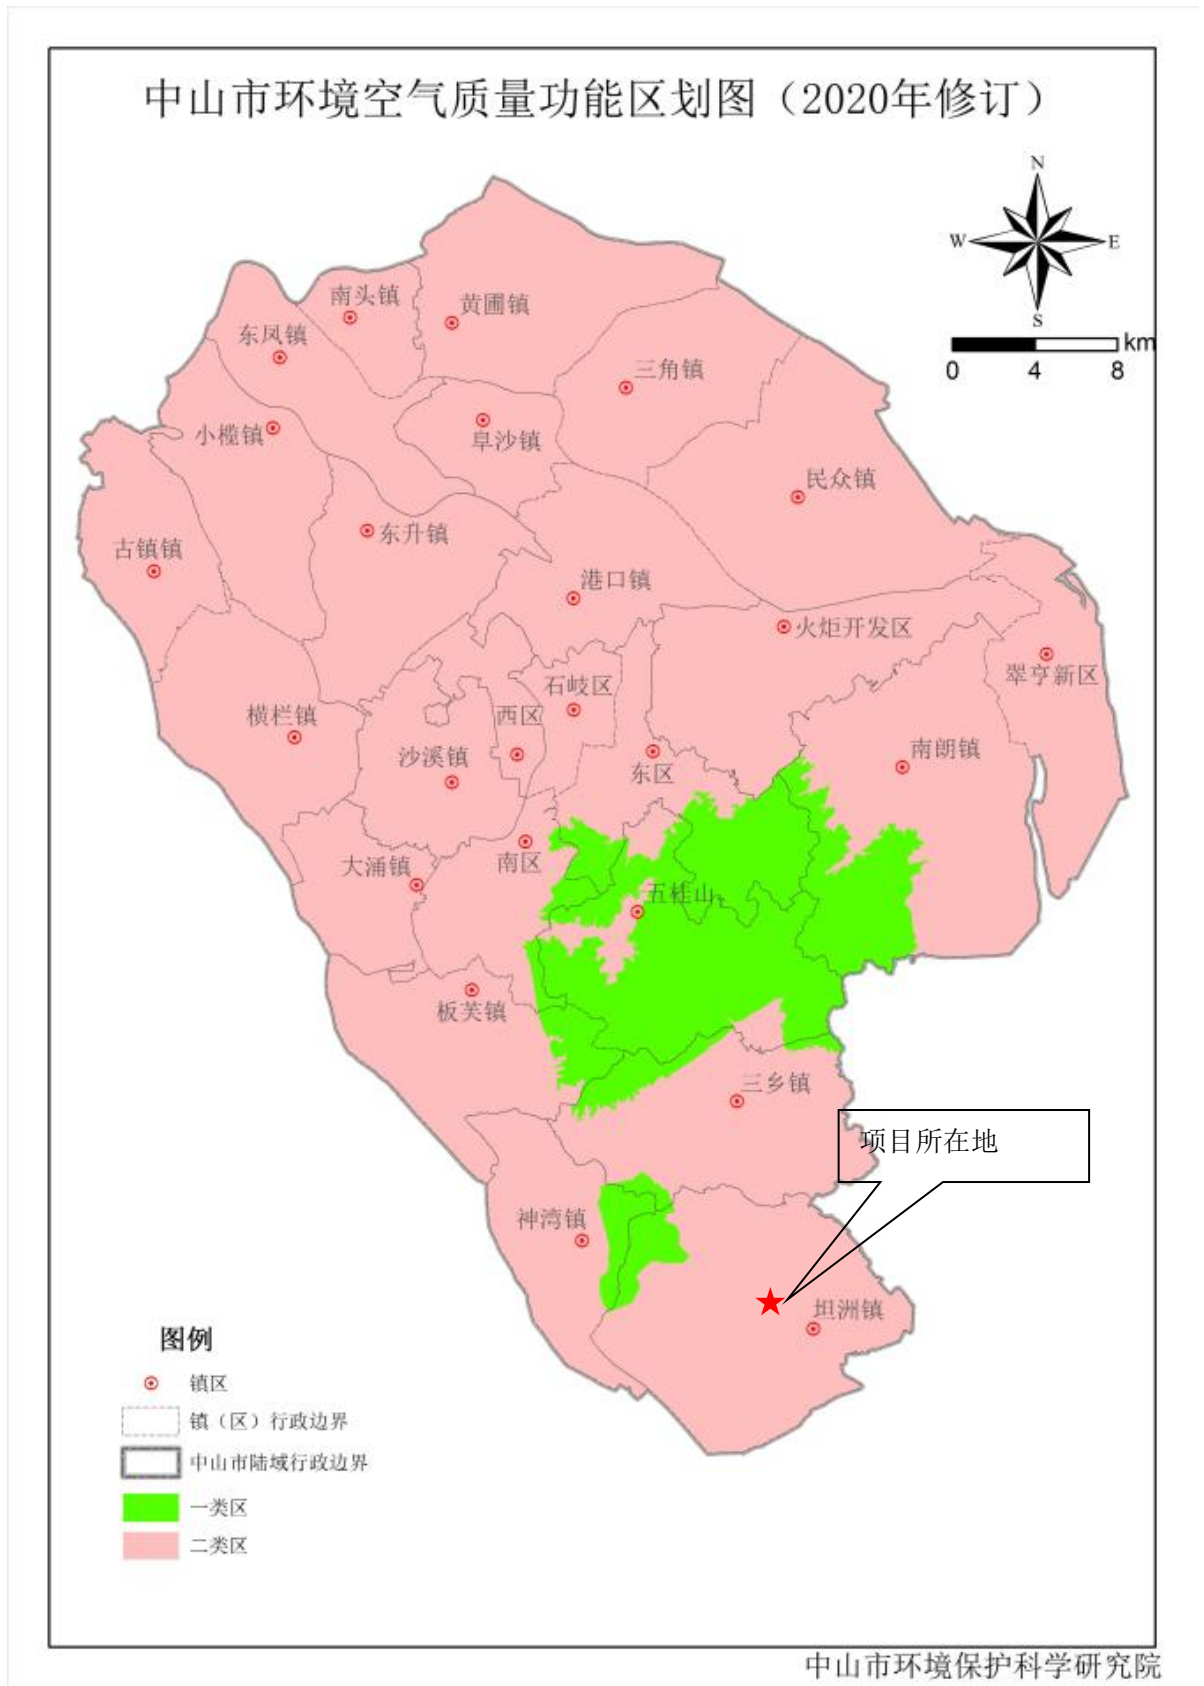 中山市环境空气质量功能区划图（2020年修订）
N
W
E
S
km
0 4 8
南头镇
黄圃镇
东凤镇
三角镇
小榄镇
阜沙镇
民众镇
东升镇
古镇镇
港口镇
火炬开发区
翠亨新区
石岐区
横栏镇
西区
沙溪镇
东区
南朗镇
南区
大涌镇
五桂山
板芙镇
三乡镇
项目所在地
神湾镇
坦洲镇
图例
镇区
镇（区）行政边界
中山市陆域行政边界
一类区
二类区
中山市环境保护科学研究院